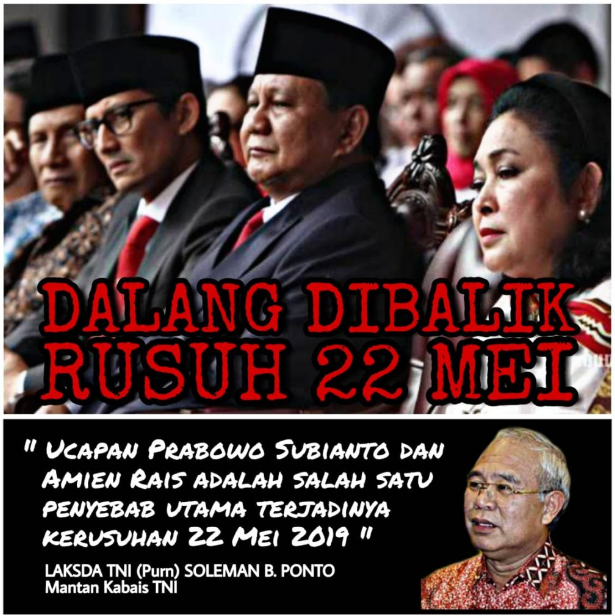 DALANG DIBALIK
RUSUH 22 MEI
" UCAPAN PRABOWO SUBIANTO DAN
AMIEN RAIS ADALAH SALAH SATU
PENYEBAB UTAMA TERJADINYA
KERUSUHAN 22 MEI 2019 "
LAKSDA TNI (Purn) SOLEMAN B. PONTO
Mantan Kabais TNI